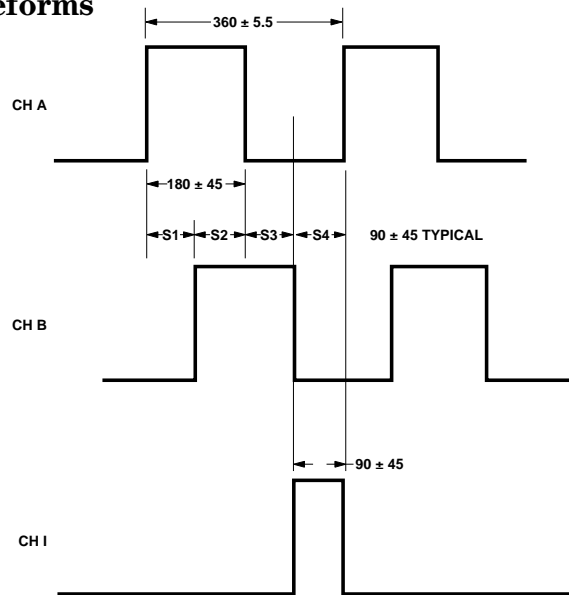 eforms
360 ± 5.5
CH A
180 ± 45
S1 S2 S3 S4 90 ± 45 TYPICAL
CH B
90 ± 45
CH I